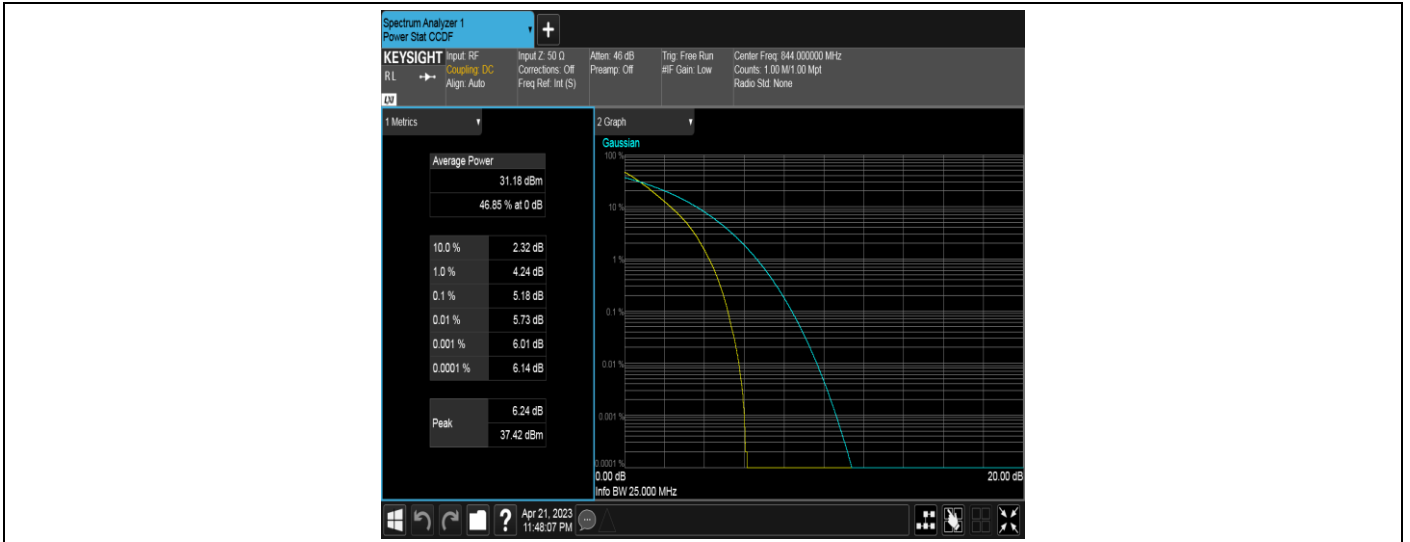 Spectrum Analyzer 1
Power Stat CCDF
+
KEYSIGHT
RL
LXI
Input: RF
Coupling: DC
Align: Auto
Input Z: 50 Ω
Corrections: Off
Freq Ref: Int (S)
Atten: 46 dB
Preamp: Off
Trig: Free Run
#IF Gain: Low
Center Freq: 844.000000 MHz
Counts: 1.00 M/1.00 Mpt
Radio Std: None
1 Metrics
Average Power
31.18 dBm
46.85 % at 0 dB
10.0 % 2.32 dB
1.0 % 4.24 dB
0.1 % 5.18 dB
0.01 % 5.73 dB
0.001 % 6.01 dB
0.0001 % 6.14 dB
Peak
6.24 dB
37.42 dBm
2 Graph
Gaussian
100 %
10 %
1 %
0.1 %
0.01 %
0.001 %
0.0001 %
0.00 dB 20.00 dB
Info BW 25.000 MHz
?
Apr 21, 2023
11:48:07 PM